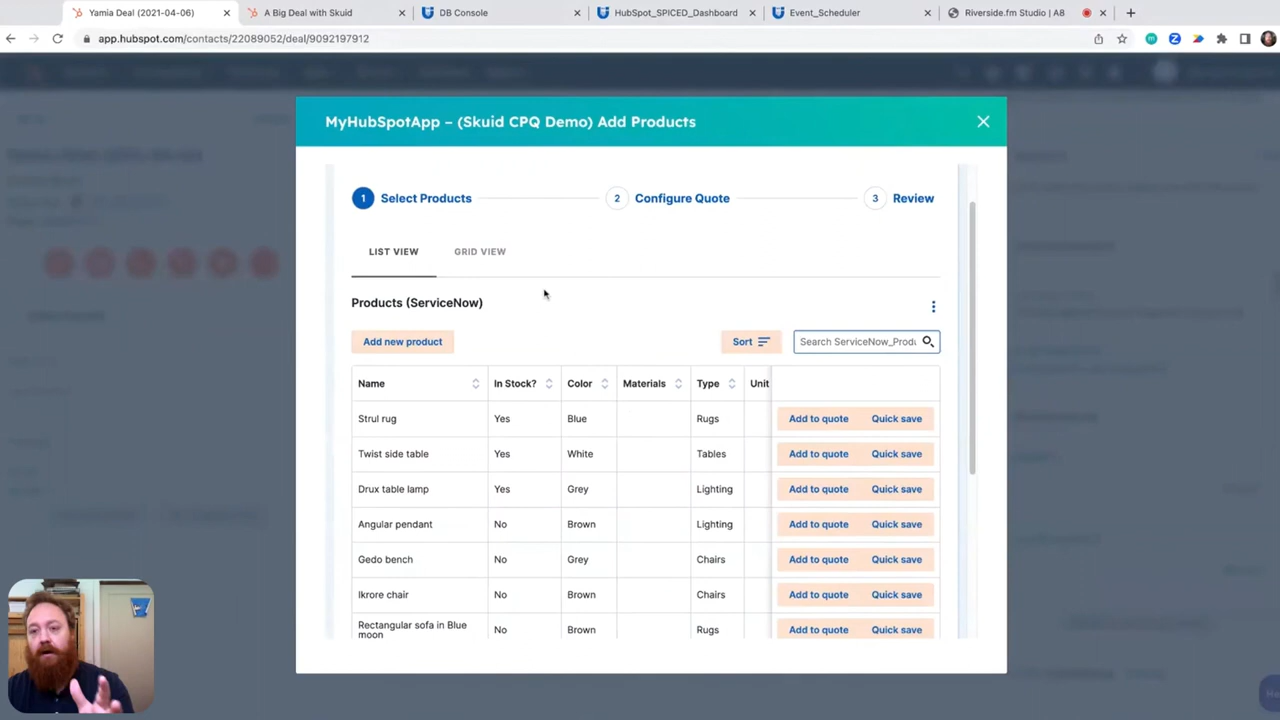 Yamia Deal (2021-04-06)
A Big Deal with Skuid
DB Console
HubSpot_SPICED_Dashboard
Event_Scheduler
Riverside.fm Studio | A8
app.hubspot.com/contacts/22089052/deal/9092197912
MyHubSpotApp – (Skuid CPQ Demo) Add Products
1 Select Products 2 Configure Quote 3 Review
LIST VIEW GRID VIEW
Products (ServiceNow)
Add new product Sort Search ServiceNow_Produ
Name In Stock? Color Materials Type Unit
Strul rug Yes Blue Rugs Add to quote Quick save
Twist side table Yes White Tables Add to quote Quick save
Drux table lamp Yes Grey Lighting Add to quote Quick save
Angular pendant No Brown Lighting Add to quote Quick save
Gedo bench No Grey Chairs Add to quote Quick save
Ikrore chair No Brown Chairs Add to quote Quick save
Rectangular sofa in Blue moon No Brown Rugs Add to quote Quick save